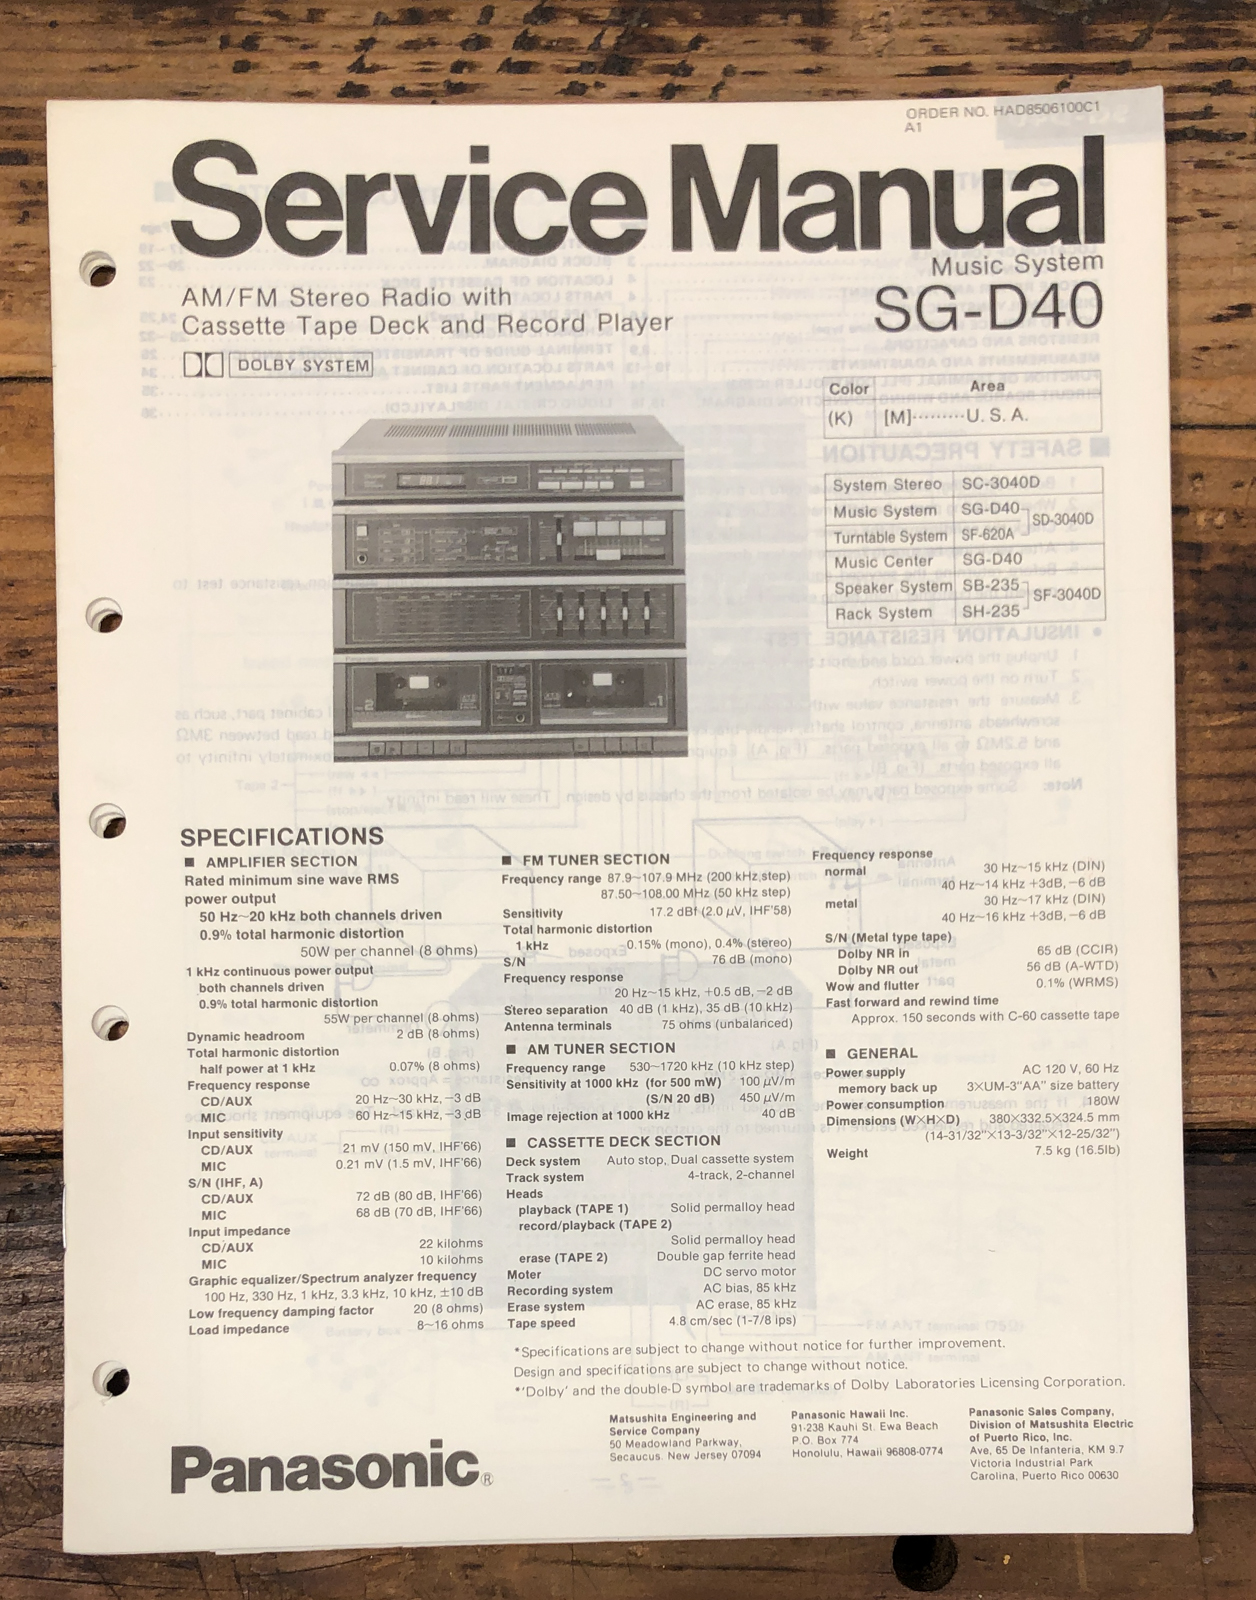 ORDER NO. HAD8506100C1
A1
Service Manual
Music System
SG-D40
AM/FM Stereo Radio with
Cassette Tape Deck and Record Player
DOLBY SYSTEM
Color Area
(K) [M]·········U. S. A.
System Stereo SC-3040D
Music System SG-D40
SD-3040D
Turntable System SF-620A
Music Center SG-D40
Speaker System SB-235
SF-3040D
Rack System SH-235
SPECIFICATIONS
■ AMPLIFIER SECTION
Rated minimum sine wave RMS
power output
50 Hz~20 kHz both channels driven
0.9% total harmonic distortion
50W per channel (8 ohms)
1 kHz continuous power output
both channels driven
0.9% total harmonic distortion
55W per channel (8 ohms)
Dynamic headroom 2 dB (8 ohms)
Total harmonic distortion
half power at 1 kHz 0.07% (8 ohms)
Frequency response
CD/AUX 20 Hz~30 kHz, −3 dB
MIC 60 Hz~15 kHz, −3 dB
Input sensitivity
CD/AUX 21 mV (150 mV, IHF'66)
MIC 0.21 mV (1.5 mV, IHF'66)
S/N (IHF, A)
CD/AUX 72 dB (80 dB, IHF'66)
MIC 68 dB (70 dB, IHF'66)
Input impedance
CD/AUX 22 kilohms
MIC 10 kilohms
Graphic equalizer/Spectrum analyzer frequency
100 Hz, 330 Hz, 1 kHz, 3.3 kHz, 10 kHz, ±10 dB
Low frequency damping factor 20 (8 ohms)
Load impedance 8~16 ohms
■ FM TUNER SECTION
Frequency range 87.9~107.9 MHz (200 kHz step)
87.50~108.00 MHz (50 kHz step)
Sensitivity 17.2 dBf (2.0 µV, IHF'58)
Total harmonic distortion
1 kHz 0.15% (mono), 0.4% (stereo)
S/N 76 dB (mono)
Frequency response
20 Hz~15 kHz, +0.5 dB, −2 dB
Stereo separation 40 dB (1 kHz), 35 dB (10 kHz)
Antenna terminals 75 ohms (unbalanced)
■ AM TUNER SECTION
Frequency range 530~1720 kHz (10 kHz step)
Sensitivity at 1000 kHz (for 500 mW) 100 µV/m
(S/N 20 dB) 450 µV/m
Image rejection at 1000 kHz 40 dB
■ CASSETTE DECK SECTION
Deck system Auto stop, Dual cassette system
Track system 4-track, 2-channel
Heads
playback (TAPE 1) Solid permalloy head
record/playback (TAPE 2)
Solid permalloy head
erase (TAPE 2) Double gap ferrite head
Moter DC servo motor
Recording system AC bias, 85 kHz
Erase system AC erase, 85 kHz
Tape speed 4.8 cm/sec (1-7/8 ips)
Frequency response
normal 30 Hz~15 kHz (DIN)
40 Hz~14 kHz +3dB, −6 dB
metal 30 Hz~17 kHz (DIN)
40 Hz~16 kHz +3dB, −6 dB
S/N (Metal type tape)
Dolby NR in 65 dB (CCIR)
Dolby NR out 56 dB (A-WTD)
Wow and flutter 0.1% (WRMS)
Fast forward and rewind time
Approx. 150 seconds with C-60 cassette tape
■ GENERAL
Power supply AC 120 V, 60 Hz
memory back up 3×UM-3"AA" size battery
Power consumption 180W
Dimensions (W×H×D) 380×332.5×324.5 mm
(14-31/32"×13-3/32"×12-25/32")
Weight 7.5 kg (16.5lb)
*Specifications are subject to change without notice for further improvement.
Design and specifications are subject to change without notice.
*'Dolby' and the double-D symbol are trademarks of Dolby Laboratories Licensing Corporation.
Panasonic®
Matsushita Engineering and
Service Company
50 Meadowland Parkway,
Secaucus. New Jersey 07094
Panasonic Hawaii Inc.
91-238 Kauhi St. Ewa Beach
P.O. Box 774
Honolulu, Hawaii 96808-0774
Panasonic Sales Company,
Division of Matsushita Electric
of Puerto Rico, Inc.
Ave, 65 De Infanteria, KM 9.7
Victoria Industrial Park
Carolina, Puerto Rico 00630